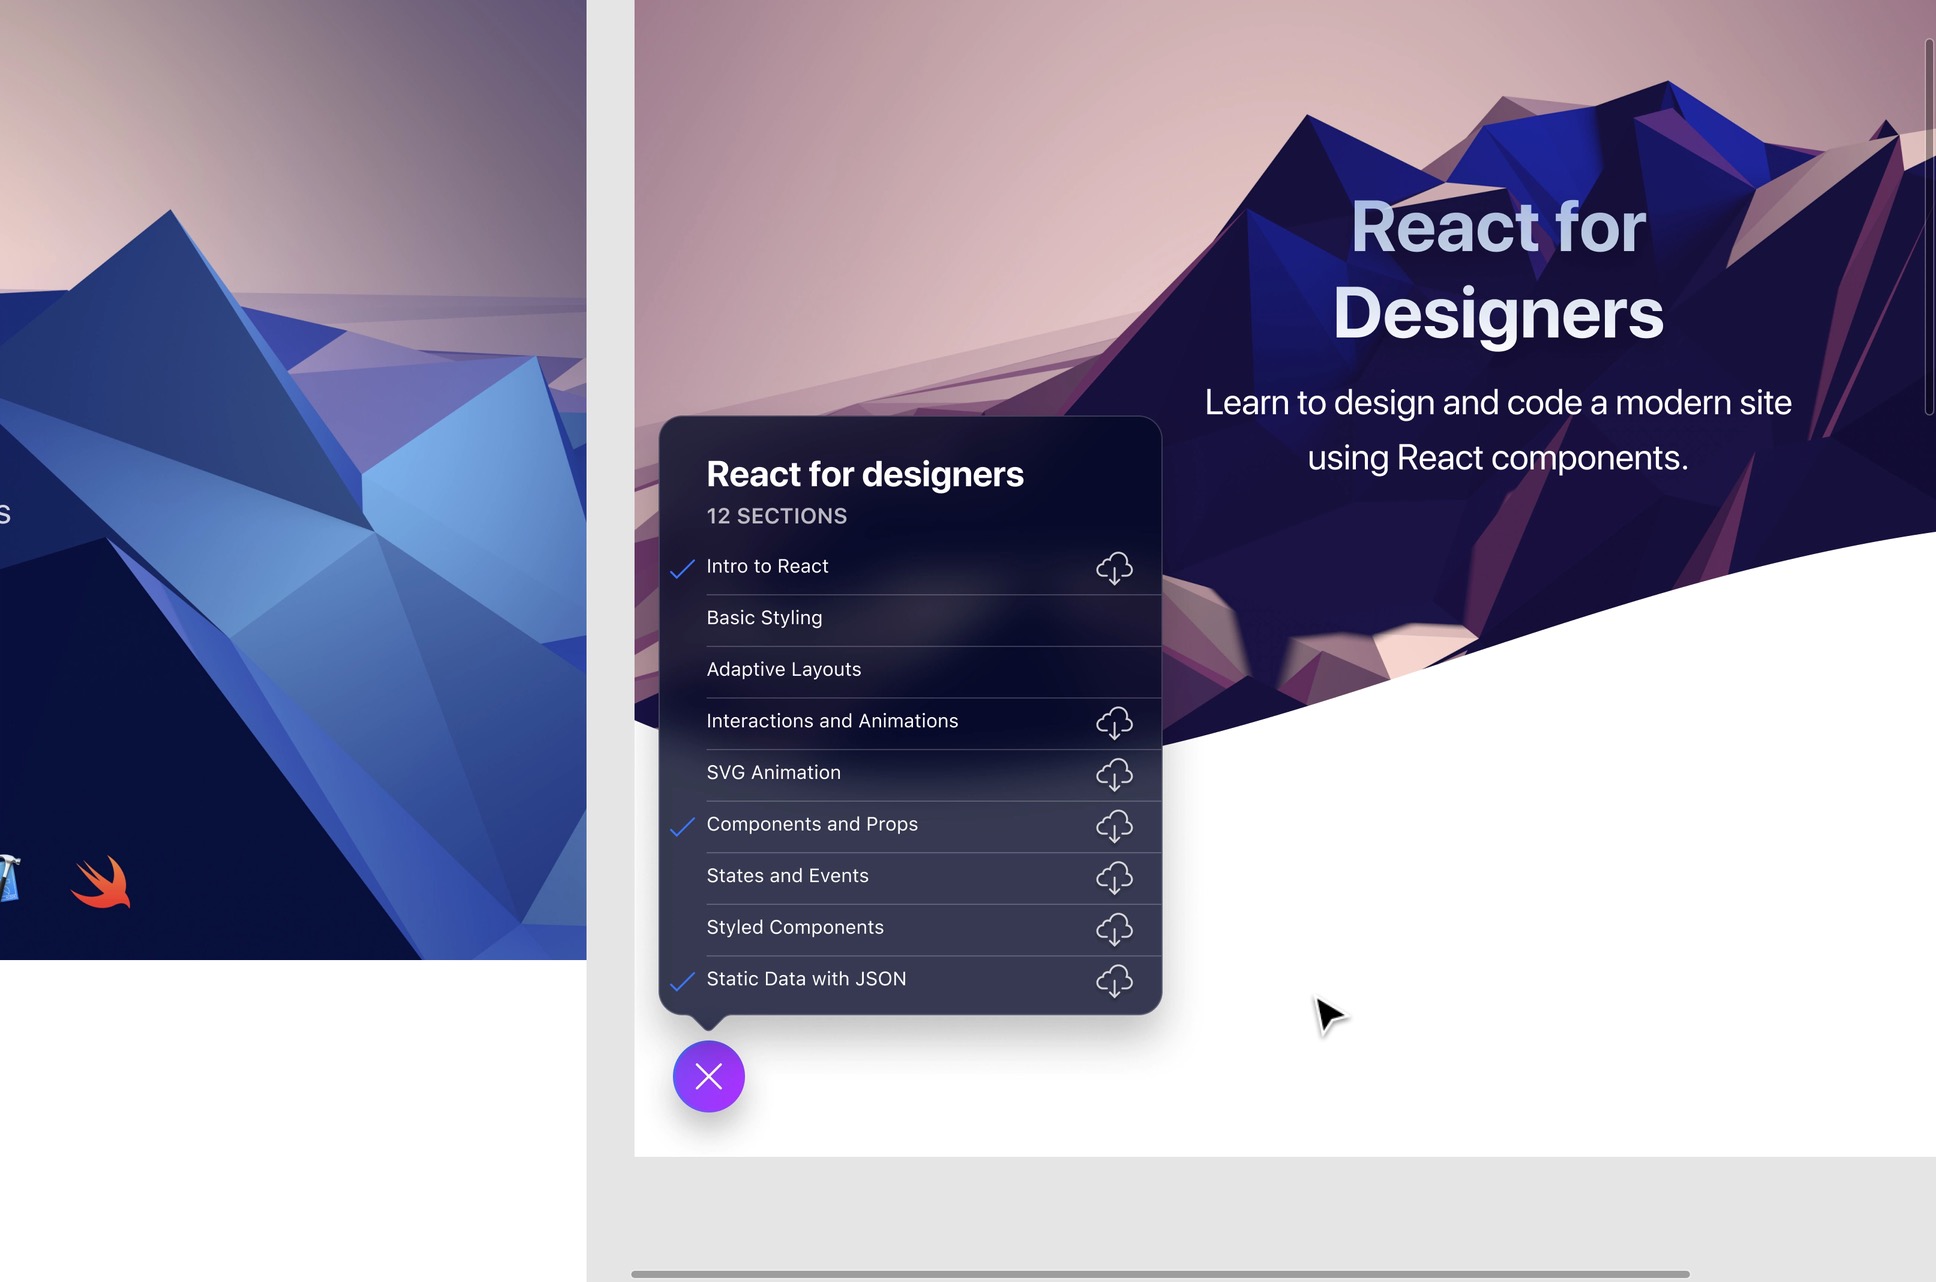 S
React for
Designers
Learn to design and code a modern site
using React components.
React for designers
12 SECTIONS
Intro to React
Basic Styling
Adaptive Layouts
Interactions and Animations
SVG Animation
Components and Props
States and Events
Styled Components
Static Data with JSON